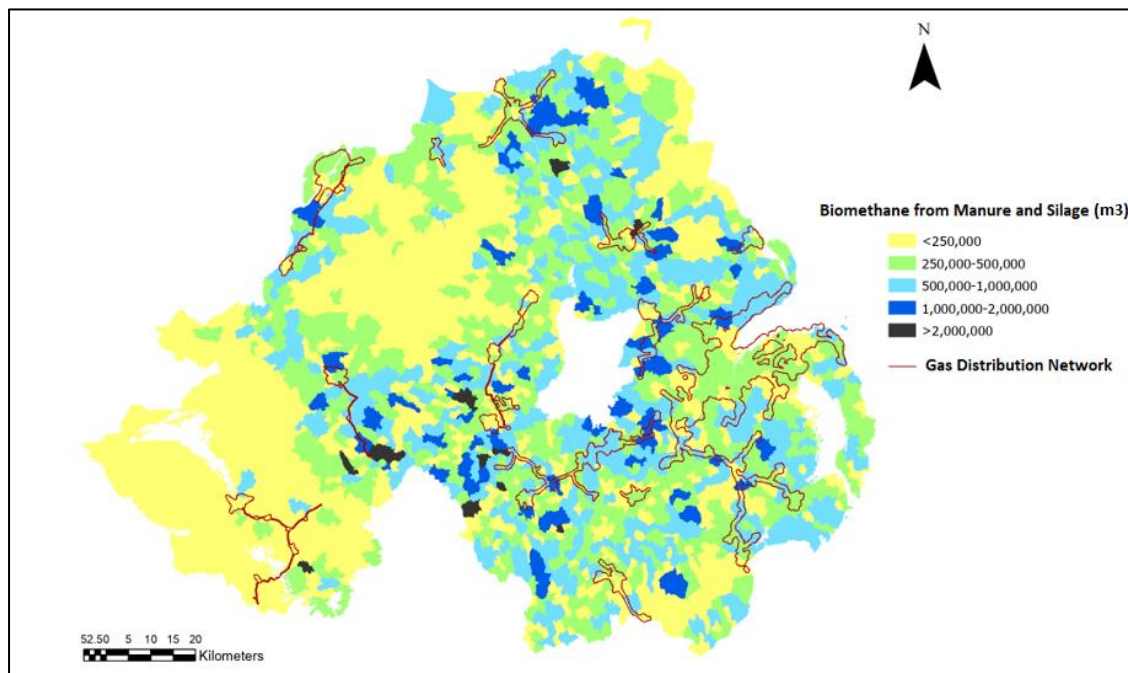 N
Biomethane from Manure and Silage (m3)
<250,000
250,000-500,000
500,000-1,000,000
1,000,000-2,000,000
>2,000,000
Gas Distribution Network
52.50 5 10 15 20
Kilometers